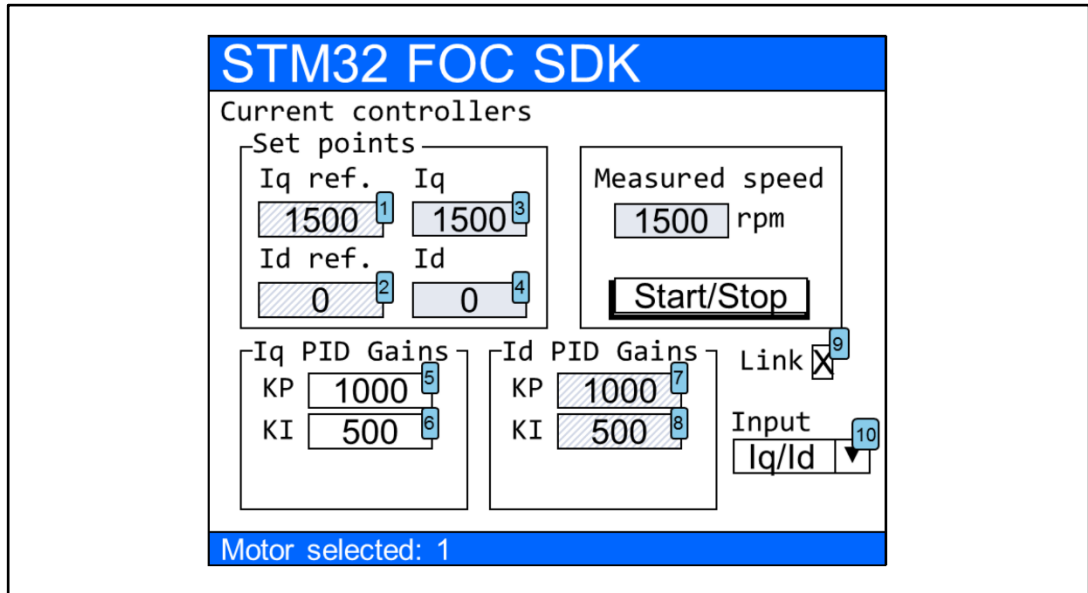 STM32 FOC SDK
Current controllers
Set points
Iq ref. Iq
1500 1 1500 3
Id ref. Id
0 2 0 4
Measured speed
1500 rpm
Start/Stop
Iq PID Gains
KP 1000 5
KI 500 6
Id PID Gains
KP 1000 7
KI 500 8
Link X 9
Input
Iq/Id 10
Motor selected: 1